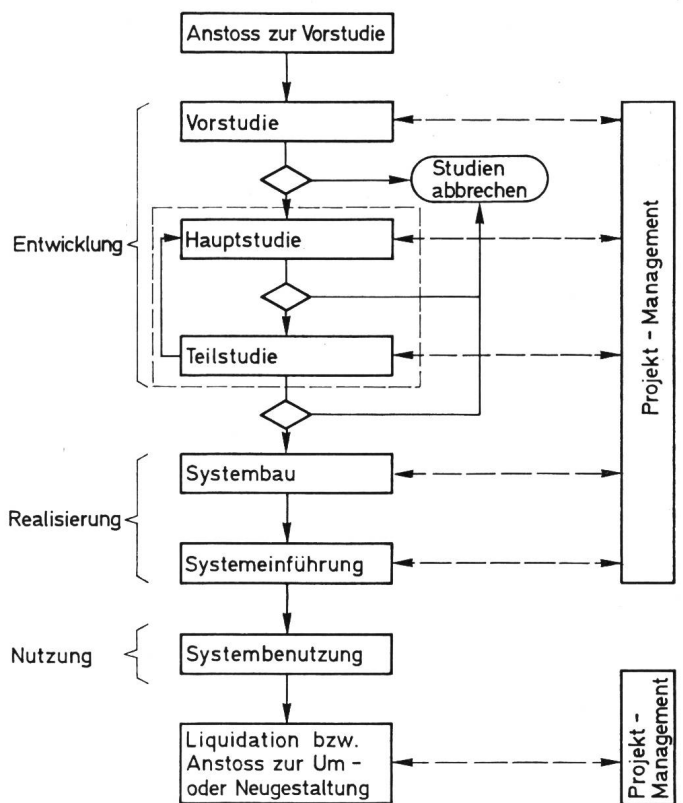 Anstoss zur Vorstudie
Vorstudie
Studien
abbrechen
Entwicklung
Hauptstudie
Teilstudie
Projekt - Management
Systembau
Realisierung
Systemeinführung
Nutzung
Systembenutzung
Liquidation bzw.
Anstoss zur Um -
oder Neugestaltung
Projekt -
Management